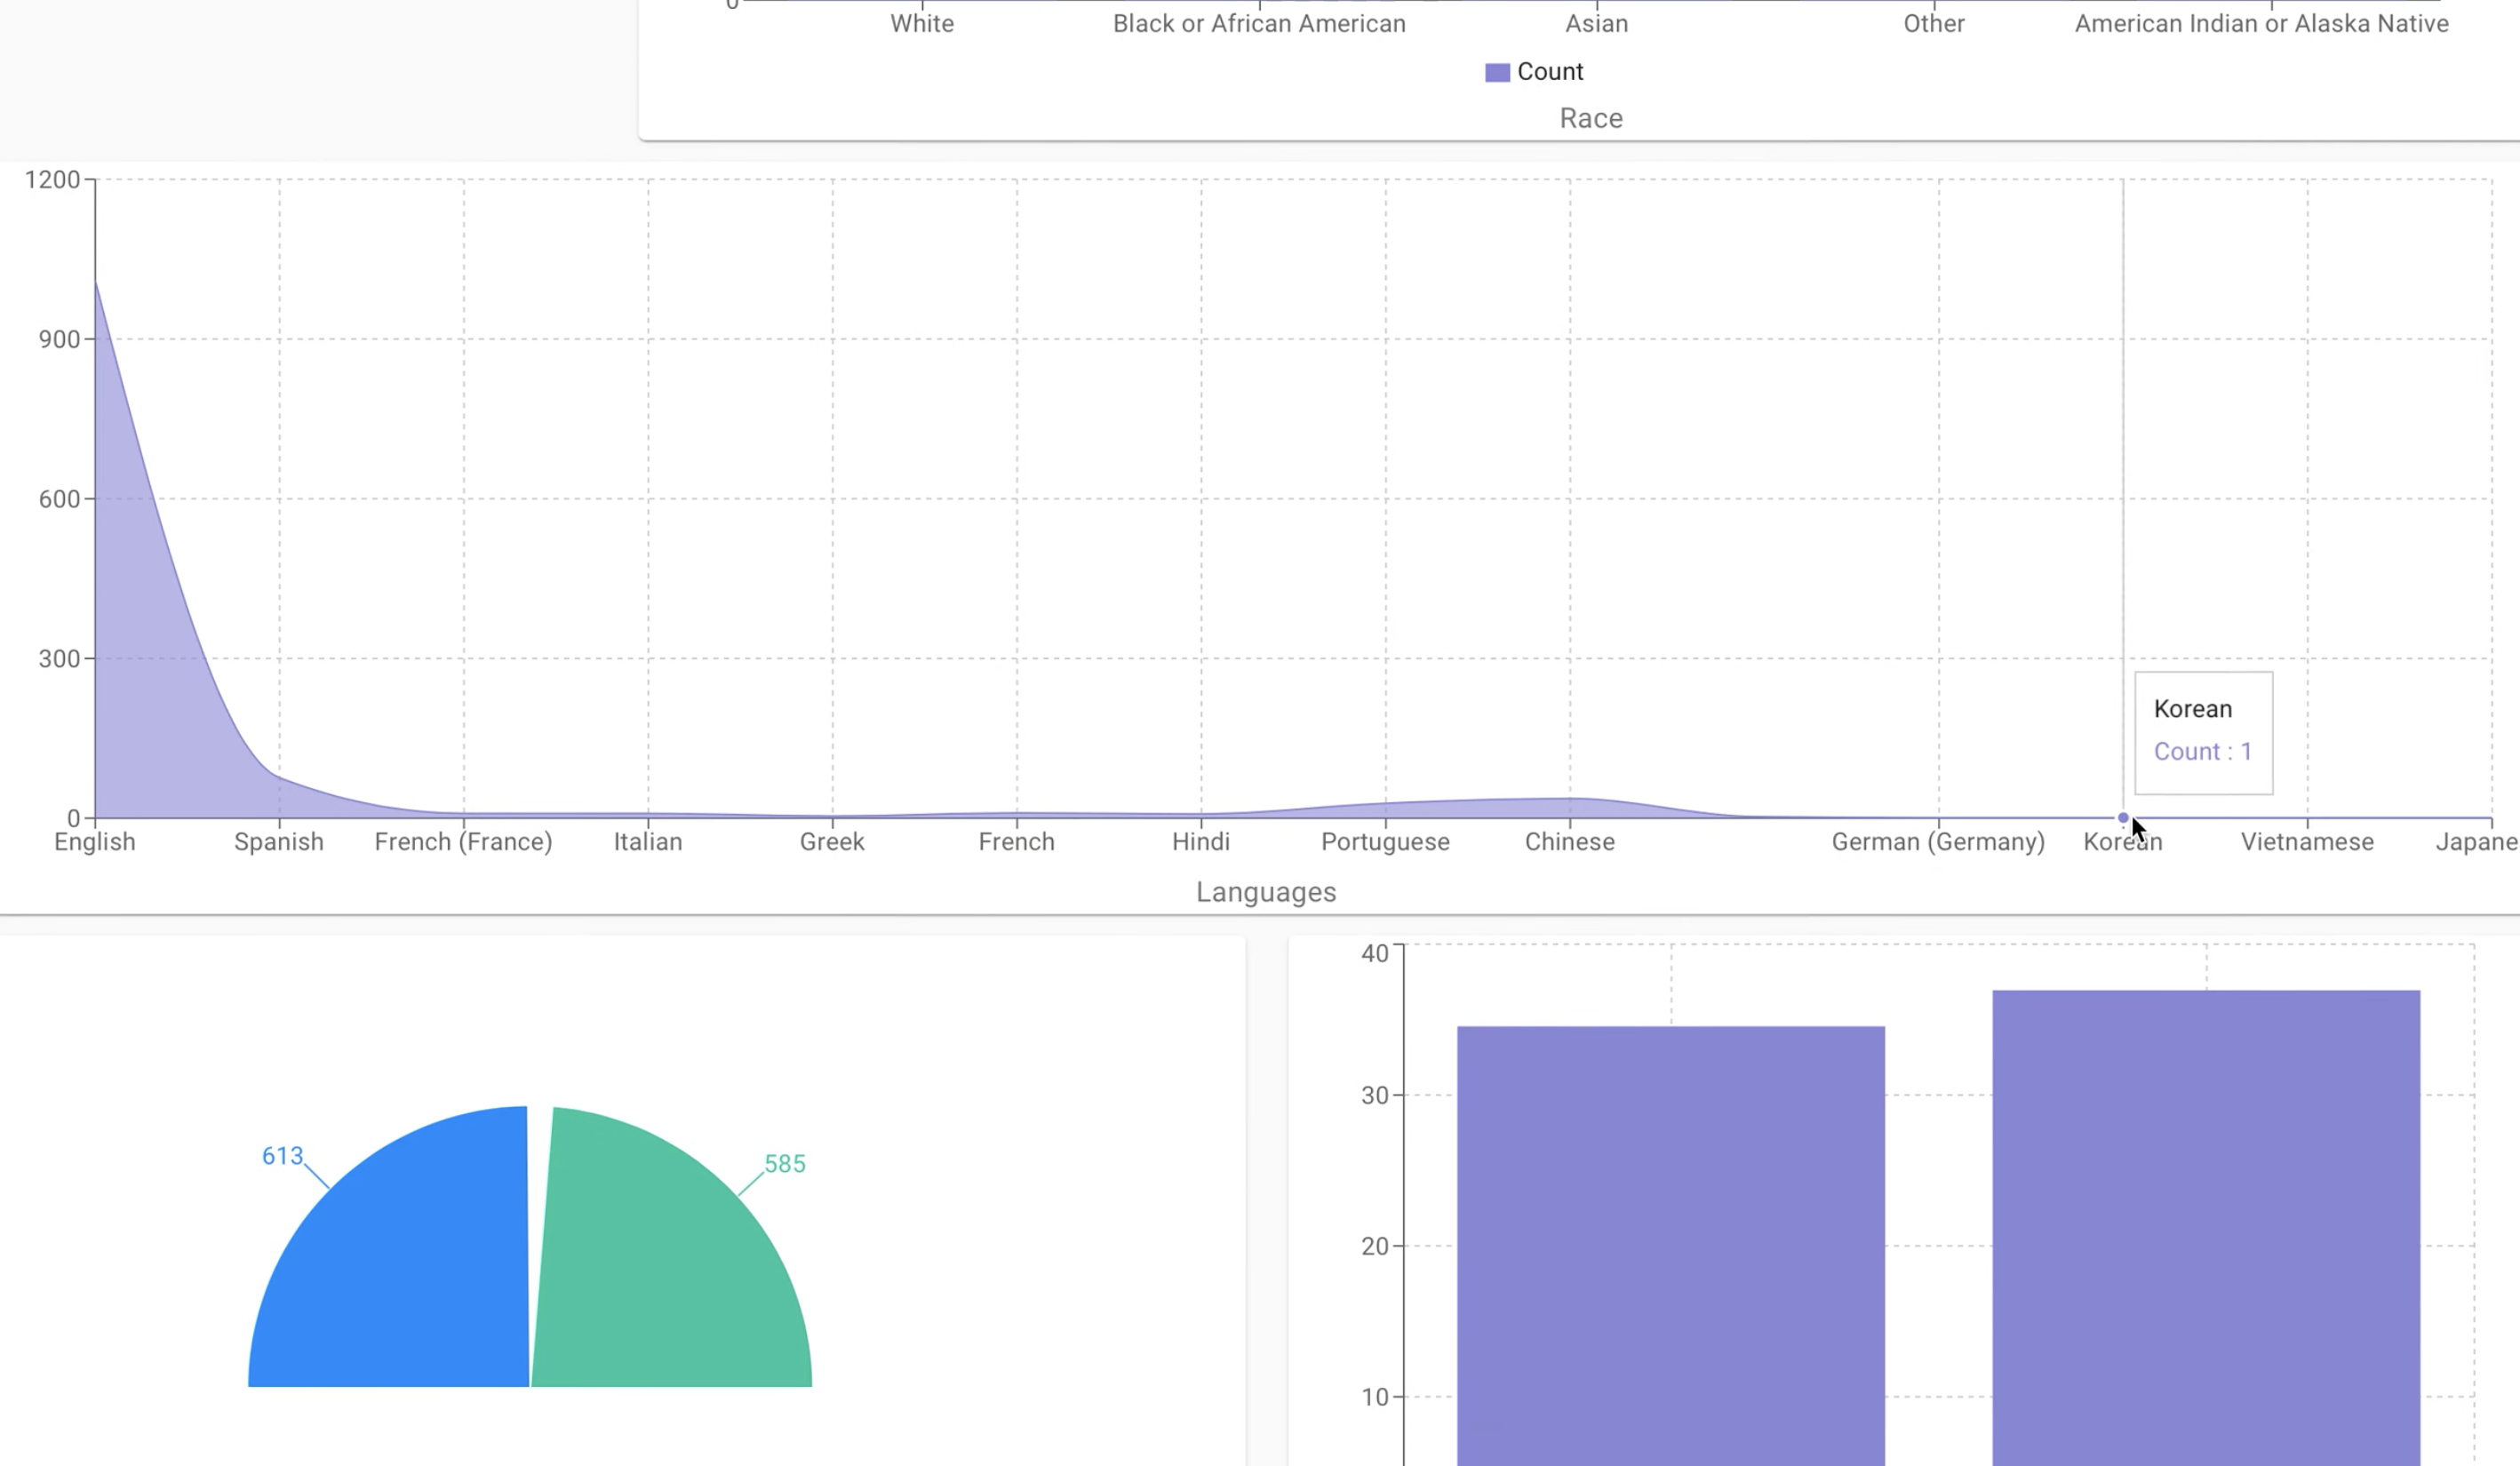 0
White Black or African American Asian Other American Indian or Alaska Native
Count
Race
1200
900
600
300
0
Korean
Count : 1
English Spanish French (France) Italian Greek French Hindi Portuguese Chinese German (Germany) Korean Vietnamese Japane
Languages
613
585
40
30
20
10